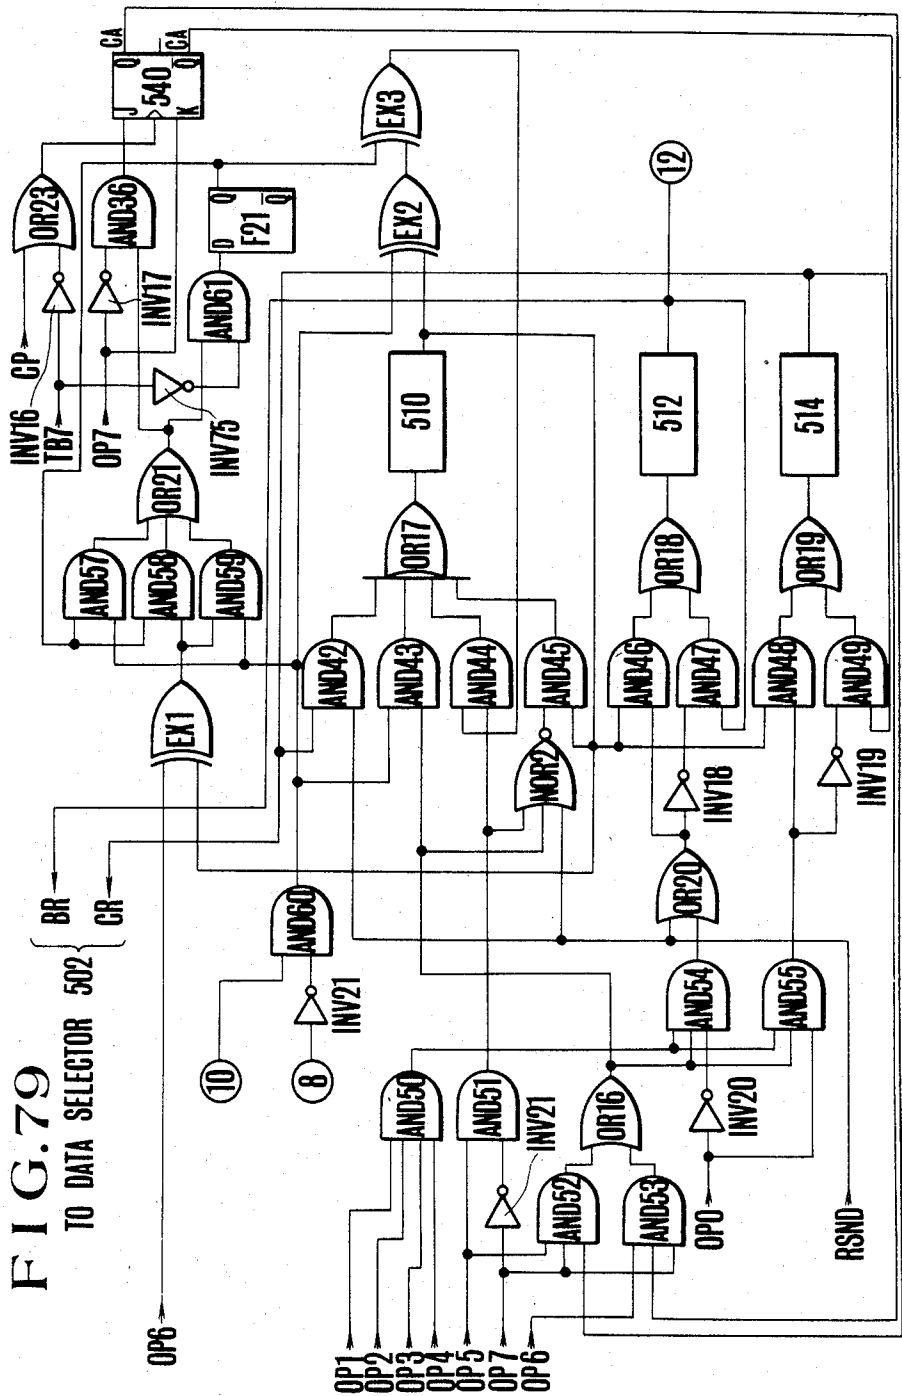 FIG. 79
TO DATA SELECTOR 502
BR
CR
OP6
CP
INV16
TB7
OP7
OR23
INV17
AND36
J
Q
540
K
Q
CA
CA
INV75
AND61
D
Q
F21
Q
OR21
AND57
AND58
AND59
EX1
EX2
EX3
10
8
INV21
AND60
AND42
AND43
AND44
AND45
NOR2
OR17
510
12
AND46
AND47
INV18
OR18
512
OR20
AND48
AND49
INV19
OR19
514
AND50
AND51
INV21
AND52
AND53
OR16
AND54
AND55
INV20
OP1
OP2
OP3
OP4
OP5
OP7
OP6
OP0
RSND